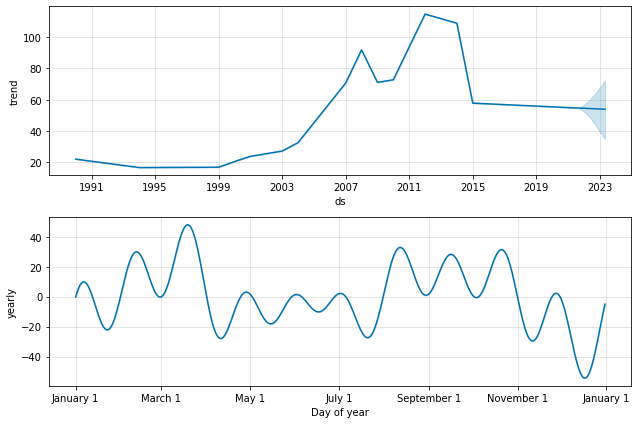 100
80
60
40
20
trend
1991 1995 1999 2003 2007 2011 2015 2019 2023
ds
40
20
0
−20
−40
yearly
January 1 March 1 May 1 July 1 September 1 November 1 January 1
Day of year